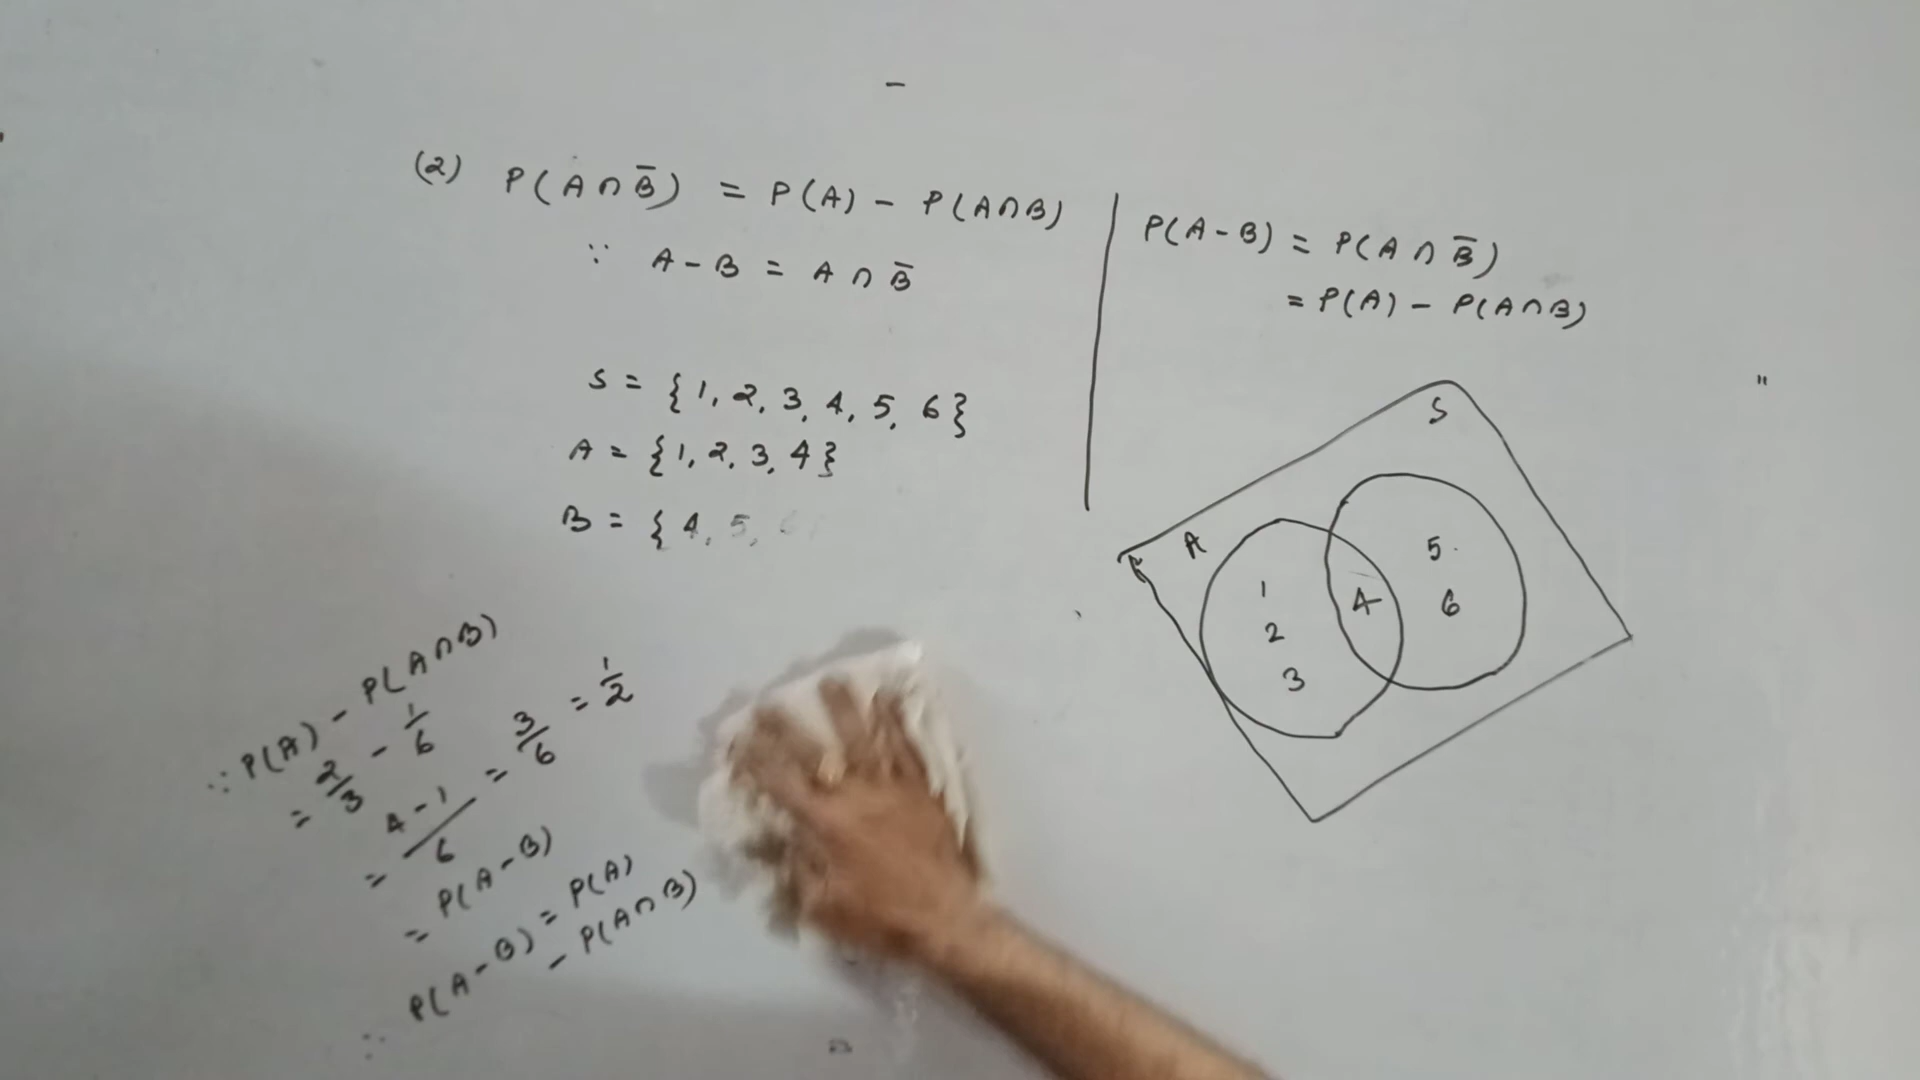 (2) P(A∩B̅) = P(A) - P(A∩B)
∵ A-B = A ∩ B̅
S = {1, 2, 3, 4, 5, 6}
A = {1, 2, 3, 4}
B = {4, 5, 6
P(A-B) = P(A ∩ B̅)
= P(A) - P(A∩B)
S
A
1
2
3
4
5
6
∵ P(A) - P(A∩B)
= 2/3 - 1/6
= (4-1)/6 = 3/6 = 1/2
= P(A-B)
∴ P(A-B) = P(A)
- P(A∩B)